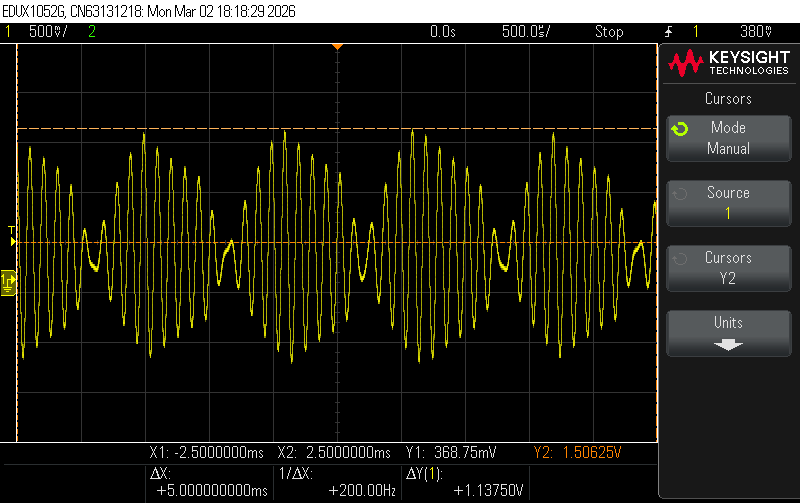 EDUX1052G, CN63131218: Mon Mar 02 18:18:29 2026
1 500mV/ 2 0.0s 500.0µs/ Stop 1 380mV
KEYSIGHT
TECHNOLOGIES
Cursors
Mode
Manual
Source
1
Cursors
Y2
Units
T
1
X1: -2.5000000ms X2: 2.5000000ms Y1: 368.75mV Y2: 1.50625V
ΔX:
+5.000000000ms
1/ΔX:
+200.00Hz
ΔY(1):
+1.13750V